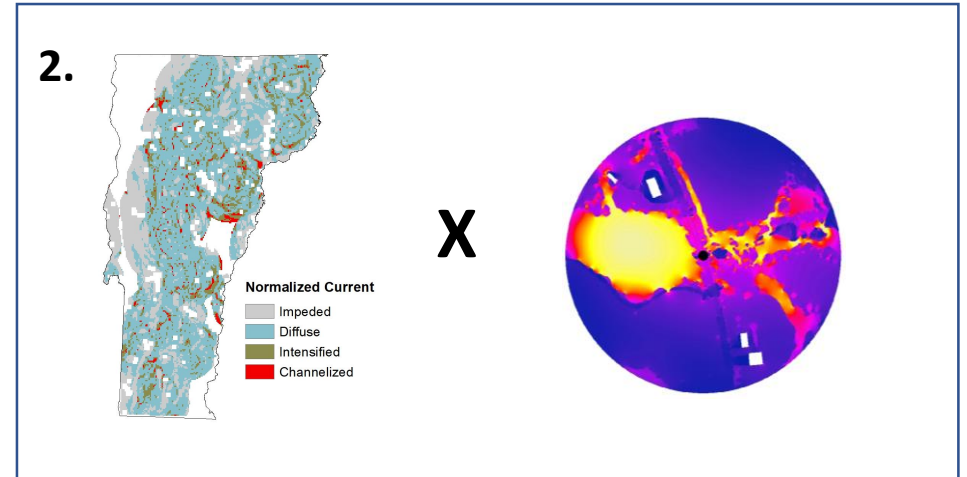 2.
X
Normalized Current
Impeded
Diffuse
Intensified
Channelized